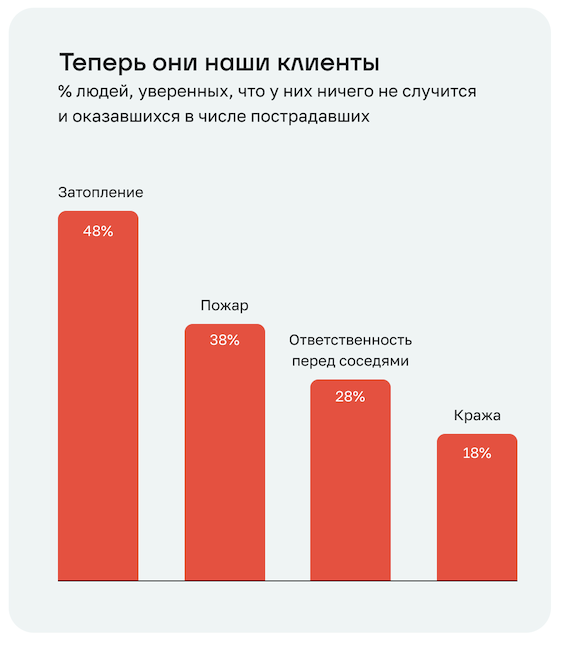 Теперь они наши клиенты
% людей, уверенных, что у них ничего не случится
и оказавшихся в числе пострадавших
Затопление
48%
Пожар
38%
Ответственность
перед соседями
28%
Кража
18%